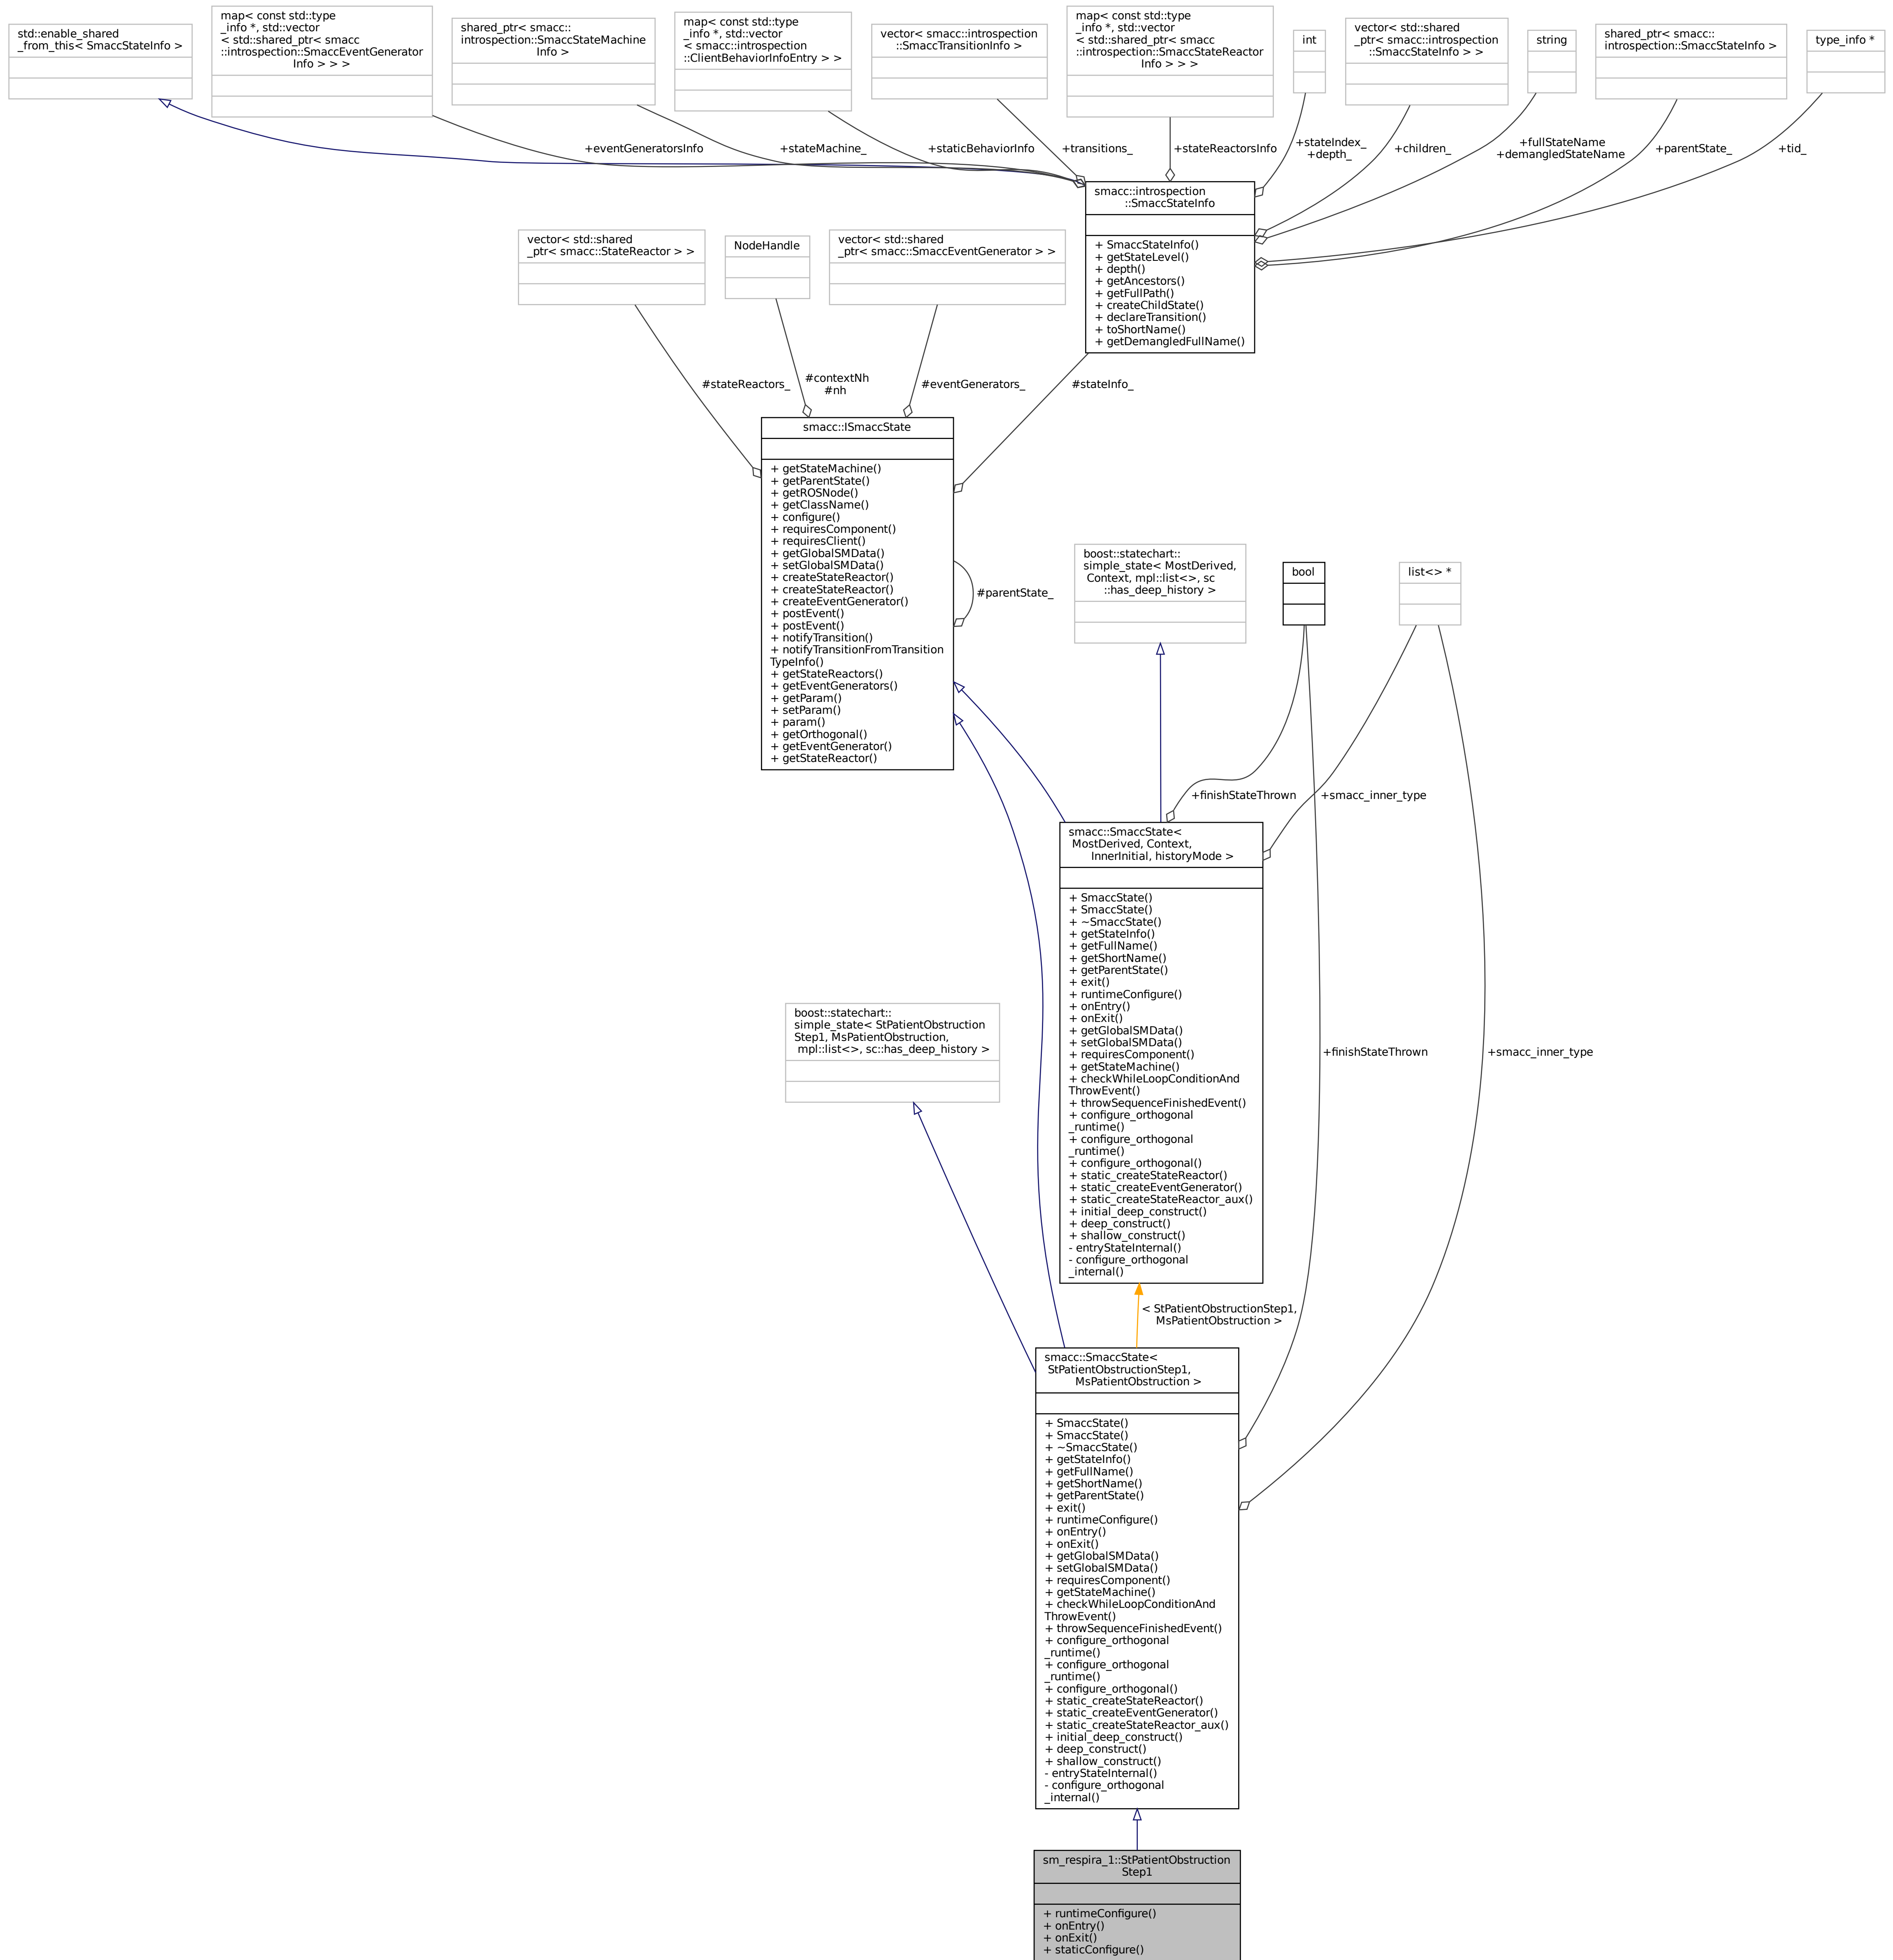 std::enable_shared
_from_this< SmaccStateInfo >
map< const std::type
_info *, std::vector
< std::shared_ptr< smacc
::introspection::SmaccEventGenerator
Info > > >
shared_ptr< smacc::
introspection::SmaccStateMachine
Info >
map< const std::type
_info *, std::vector
< smacc::introspection
::ClientBehaviorInfoEntry > >
vector< smacc::introspection
::SmaccTransitionInfo >
map< const std::type
_info *, std::vector
< std::shared_ptr< smacc
::introspection::SmaccStateReactor
Info > > >
int
vector< std::shared
_ptr< smacc::introspection
::SmaccStateInfo > >
string
shared_ptr< smacc::
introspection::SmaccStateInfo >
type_info *
+eventGeneratorsInfo
+stateMachine_
+staticBehaviorInfo
+transitions_
+stateReactorsInfo
+stateIndex_
+depth_
+children_
+fullStateName
+demangledStateName
+parentState_
+tid_
smacc::introspection
::SmaccStateInfo
+ SmaccStateInfo()
+ getStateLevel()
+ depth()
+ getAncestors()
+ getFullPath()
+ createChildState()
+ declareTransition()
+ toShortName()
+ getDemangledFullName()
vector< std::shared
_ptr< smacc::StateReactor > >
NodeHandle
vector< std::shared
_ptr< smacc::SmaccEventGenerator > >
#stateReactors_
#contextNh
#nh
#eventGenerators_
#stateInfo_
smacc::ISmaccState
+ getStateMachine()
+ getParentState()
+ getROSNode()
+ getClassName()
+ configure()
+ requiresComponent()
+ requiresClient()
+ getGlobalSMData()
+ setGlobalSMData()
+ createStateReactor()
+ createStateReactor()
+ createEventGenerator()
+ postEvent()
+ postEvent()
+ notifyTransition()
+ notifyTransitionFromTransition
TypeInfo()
+ getStateReactors()
+ getEventGenerators()
+ getParam()
+ setParam()
+ param()
+ getOrthogonal()
+ getEventGenerator()
+ getStateReactor()
#parentState_
boost::statechart::
simple_state< MostDerived,
Context, mpl::list<>, sc
::has_deep_history >
bool
list<> *
+finishStateThrown
+smacc_inner_type
smacc::SmaccState<
MostDerived, Context,
InnerInitial, historyMode >
+ SmaccState()
+ SmaccState()
+ ~SmaccState()
+ getStateInfo()
+ getFullName()
+ getShortName()
+ getParentState()
+ exit()
+ runtimeConfigure()
+ onEntry()
+ onExit()
+ getGlobalSMData()
+ setGlobalSMData()
+ requiresComponent()
+ getStateMachine()
+ checkWhileLoopConditionAnd
ThrowEvent()
+ throwSequenceFinishedEvent()
+ configure_orthogonal
_runtime()
+ configure_orthogonal
_runtime()
+ configure_orthogonal()
+ static_createStateReactor()
+ static_createEventGenerator()
+ static_createStateReactor_aux()
+ initial_deep_construct()
+ deep_construct()
+ shallow_construct()
- entryStateInternal()
- configure_orthogonal
_internal()
boost::statechart::
simple_state< StPatientObstruction
Step1, MsPatientObstruction,
mpl::list<>, sc::has_deep_history >
+finishStateThrown
+smacc_inner_type
< StPatientObstructionStep1,
MsPatientObstruction >
smacc::SmaccState<
StPatientObstructionStep1,
MsPatientObstruction >
+ SmaccState()
+ SmaccState()
+ ~SmaccState()
+ getStateInfo()
+ getFullName()
+ getShortName()
+ getParentState()
+ exit()
+ runtimeConfigure()
+ onEntry()
+ onExit()
+ getGlobalSMData()
+ setGlobalSMData()
+ requiresComponent()
+ getStateMachine()
+ checkWhileLoopConditionAnd
ThrowEvent()
+ throwSequenceFinishedEvent()
+ configure_orthogonal
_runtime()
+ configure_orthogonal
_runtime()
+ configure_orthogonal()
+ static_createStateReactor()
+ static_createEventGenerator()
+ static_createStateReactor_aux()
+ initial_deep_construct()
+ deep_construct()
+ shallow_construct()
- entryStateInternal()
- configure_orthogonal
_internal()
sm_respira_1::StPatientObstruction
Step1
+ runtimeConfigure()
+ onEntry()
+ onExit()
+ staticConfigure()